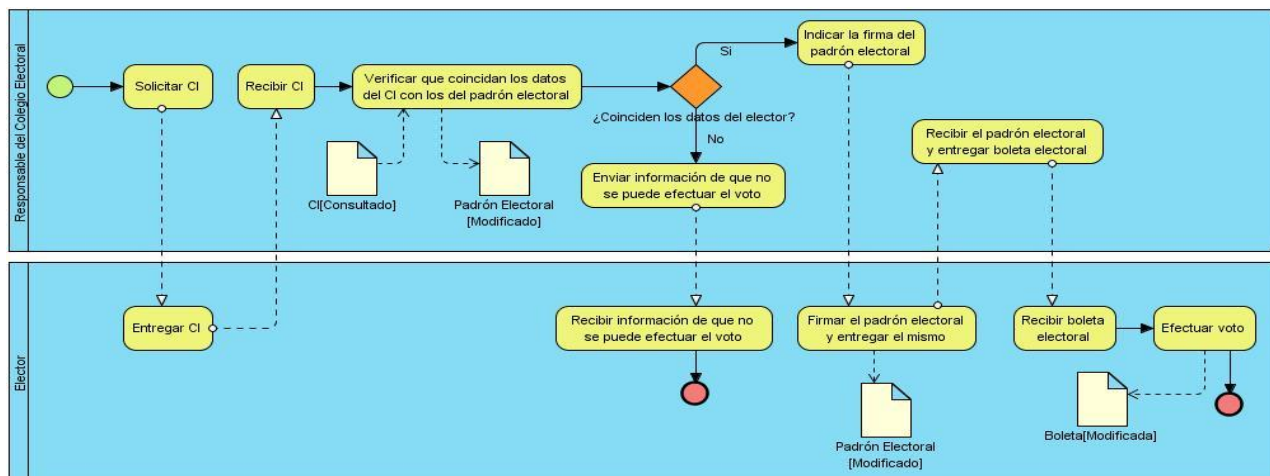 Responsable del Colegio Electoral
Solicitar CI
Recibir CI
Verificar que coincidan los datos
del CI con los del padrón electoral
CI[Consultado]
Padrón Electoral
[Modificado]
¿Coinciden los datos del elector?
Si
No
Indicar la firma del
padrón electoral
Enviar información de que no
se puede efectuar el voto
Recibir el padrón electoral
y entregar boleta electoral
Elector
Entregar CI
Recibir información de que no
se puede efectuar el voto
Firmar el padrón electoral
y entregar el mismo
Padrón Electoral
[Modificado]
Recibir boleta
electoral
Efectuar voto
Boleta[Modificada]